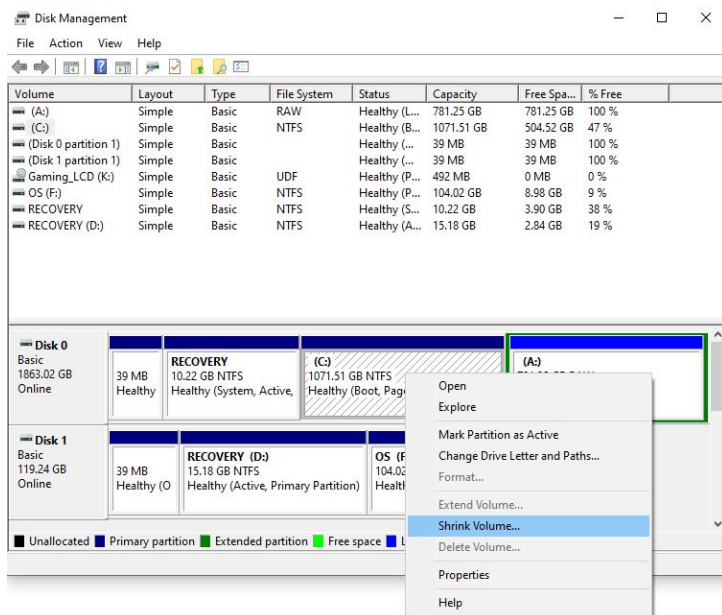 Disk Management
File Action View Help
Volume Layout Type File System Status Capacity Free Spa... % Free
(A:) Simple Basic RAW Healthy (L... 781.25 GB 781.25 GB 100 %
(C:) Simple Basic NTFS Healthy (B... 1071.51 GB 504.52 GB 47 %
(Disk 0 partition 1) Simple Basic Healthy (... 39 MB 39 MB 100 %
(Disk 1 partition 1) Simple Basic Healthy (... 39 MB 39 MB 100 %
Gaming_LCD (K:) Simple Basic UDF Healthy (P... 492 MB 0 MB 0 %
OS (F:) Simple Basic NTFS Healthy (P... 104.02 GB 8.98 GB 9 %
RECOVERY Simple Basic NTFS Healthy (S... 10.22 GB 3.90 GB 38 %
RECOVERY (D:) Simple Basic NTFS Healthy (A... 15.18 GB 2.84 GB 19 %
Disk 0
Basic
1863.02 GB
Online
39 MB
Healthy
RECOVERY
10.22 GB NTFS
Healthy (System, Active,
(C:)
1071.51 GB NTFS
Healthy (Boot, Pag
(A:)
Disk 1
Basic
119.24 GB
Online
39 MB
Healthy (O
RECOVERY (D:)
15.18 GB NTFS
Healthy (Active, Primary Partition)
OS (F
104.02
Healt
Open
Explore
Mark Partition as Active
Change Drive Letter and Paths...
Format...
Extend Volume...
Shrink Volume...
Delete Volume...
Properties
Help
Unallocated Primary partition Extended partition Free space L